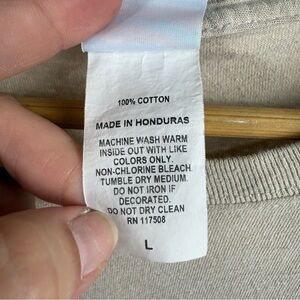 100% COTTON
MADE IN HONDURAS
MACHINE WASH WARM
INSIDE OUT WITH LIKE
COLORS ONLY.
NON-CHLORINE BLEACH.
TUMBLE DRY MEDIUM.
DO NOT IRON IF
DECORATED.
DO NOT DRY CLEAN
RN 117508
L